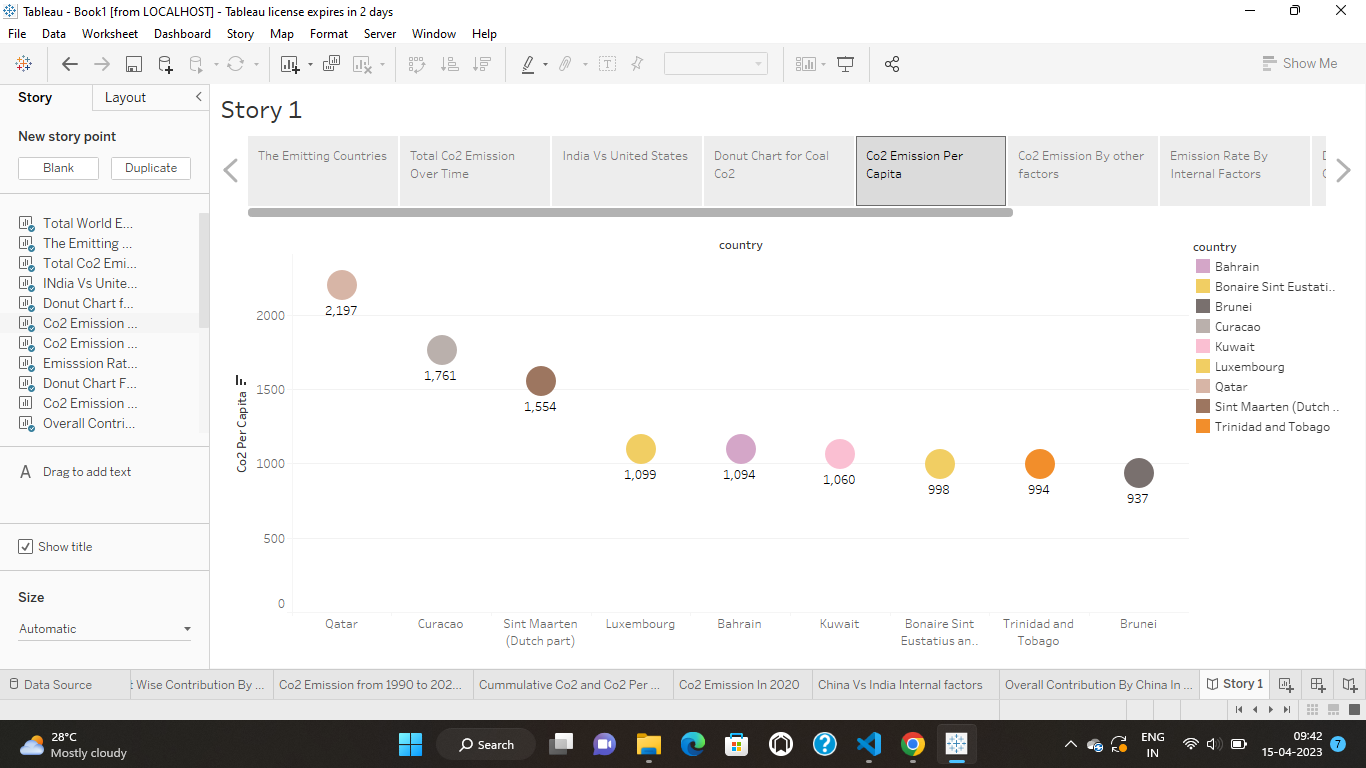 Tableau - Book1 [from LOCALHOST] - Tableau license expires in 2 days
File Data Worksheet Dashboard Story Map Format Server Window Help
Show Me
Story Layout
New story point
Blank Duplicate
Total World E...
The Emitting ...
Total Co2 Emi...
INdia Vs Unite...
Donut Chart f...
Co2 Emission ...
Co2 Emission ...
Emisssion Rat...
Donut Chart F...
Co2 Emission ...
Overall Contri...
A Drag to add text
Show title
Size
Automatic
Story 1
The Emitting Countries
Total Co2 Emission
Over Time
India Vs United States
Donut Chart for Coal
Co2
Co2 Emission Per
Capita
Co2 Emission By other
factors
Emission Rate By
Internal Factors
country
Co2 Per Capita
2000
1500
1000
500
0
2,197
1,761
1,554
1,099
1,094
1,060
998
994
937
Qatar
Curacao
Sint Maarten
(Dutch part)
Luxembourg
Bahrain
Kuwait
Bonaire Sint
Eustatius an..
Trinidad and
Tobago
Brunei
country
Bahrain
Bonaire Sint Eustati..
Brunei
Curacao
Kuwait
Luxembourg
Qatar
Sint Maarten (Dutch ..
Trinidad and Tobago
Data Source
t Wise Contribution By ...
Co2 Emission from 1990 to 202...
Cummulative Co2 and Co2 Per ...
Co2 Emission In 2020
China Vs India Internal factors
Overall Contribution By China In ...
Story 1
28°C
Mostly cloudy
Search
ENG
IN
09:42
15-04-2023
7